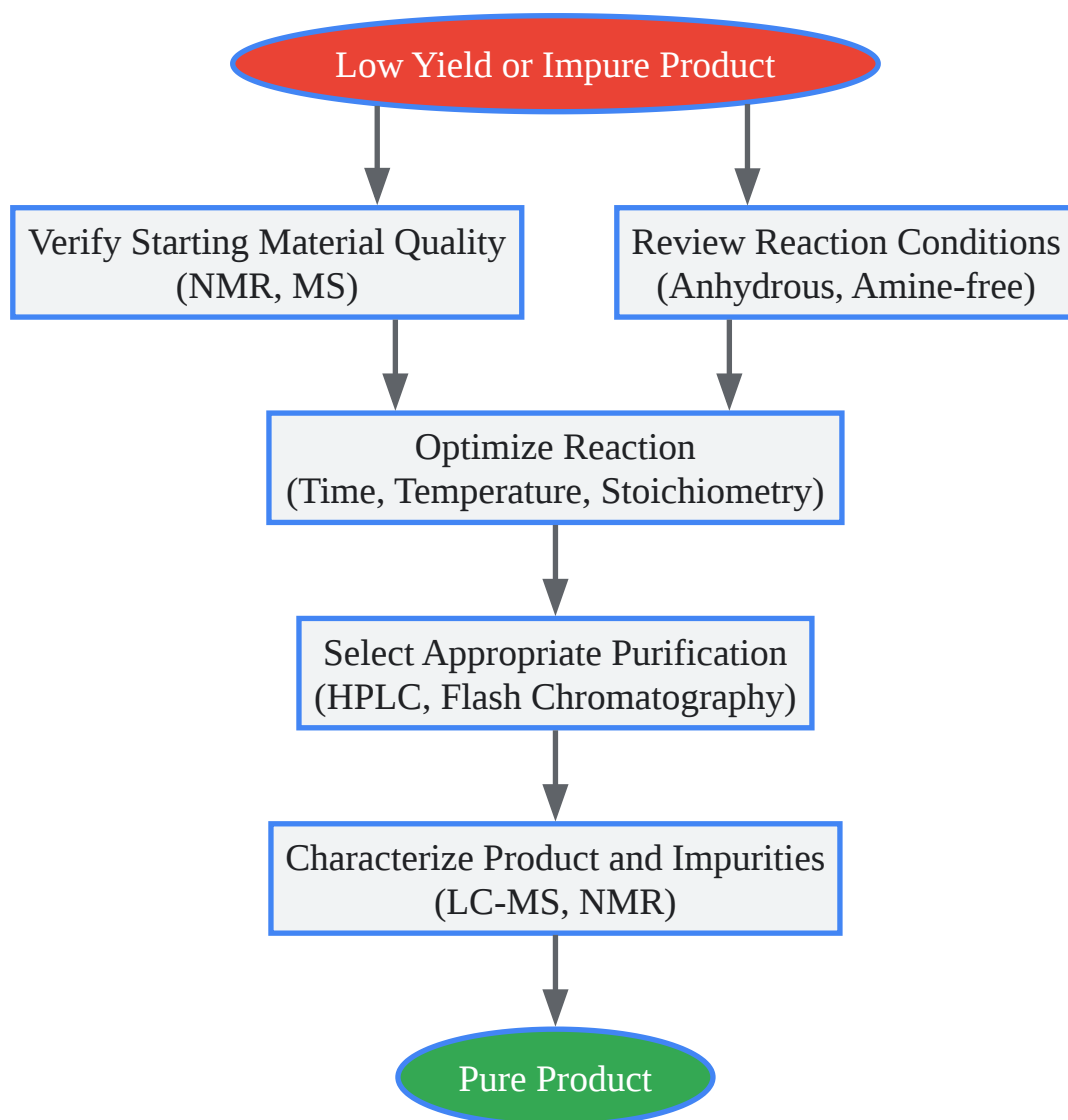 Low Yield or Impure Product
Verify Starting Material Quality
(NMR, MS)
Review Reaction Conditions
(Anhydrous, Amine-free)
Optimize Reaction
(Time, Temperature, Stoichiometry)
Select Appropriate Purification
(HPLC, Flash Chromatography)
Characterize Product and Impurities
(LC-MS, NMR)
Pure Product